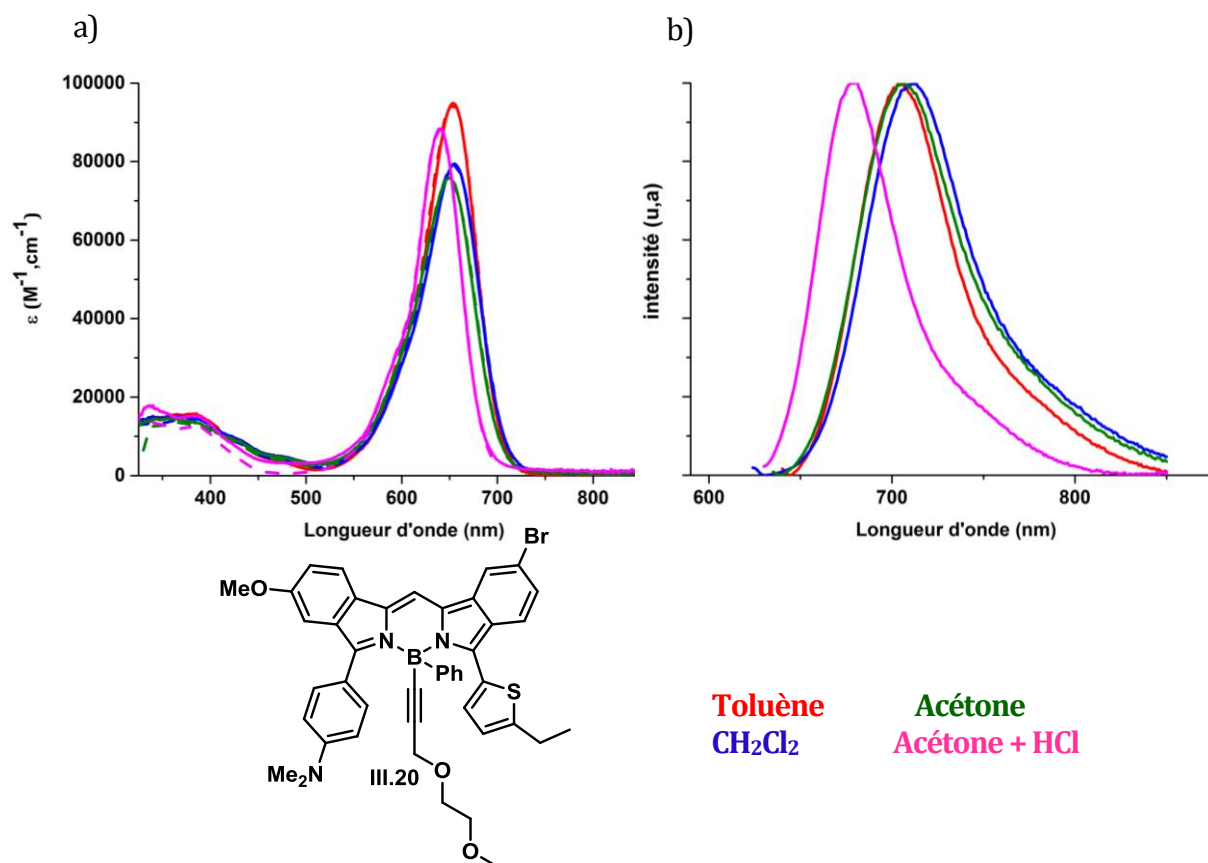 a)
b)
100000
80000
60000
40000
20000
0
ε (M⁻¹,cm⁻¹)
400 500 600 700 800
Longueur d'onde (nm)
intensité (u,a)
600 700 800
Longueur d'onde (nm)
Br
MeO
N N
B
Ph
S
Me₂N
III.20
O
O
Toluène Acétone
CH₂Cl₂ Acétone + HCl